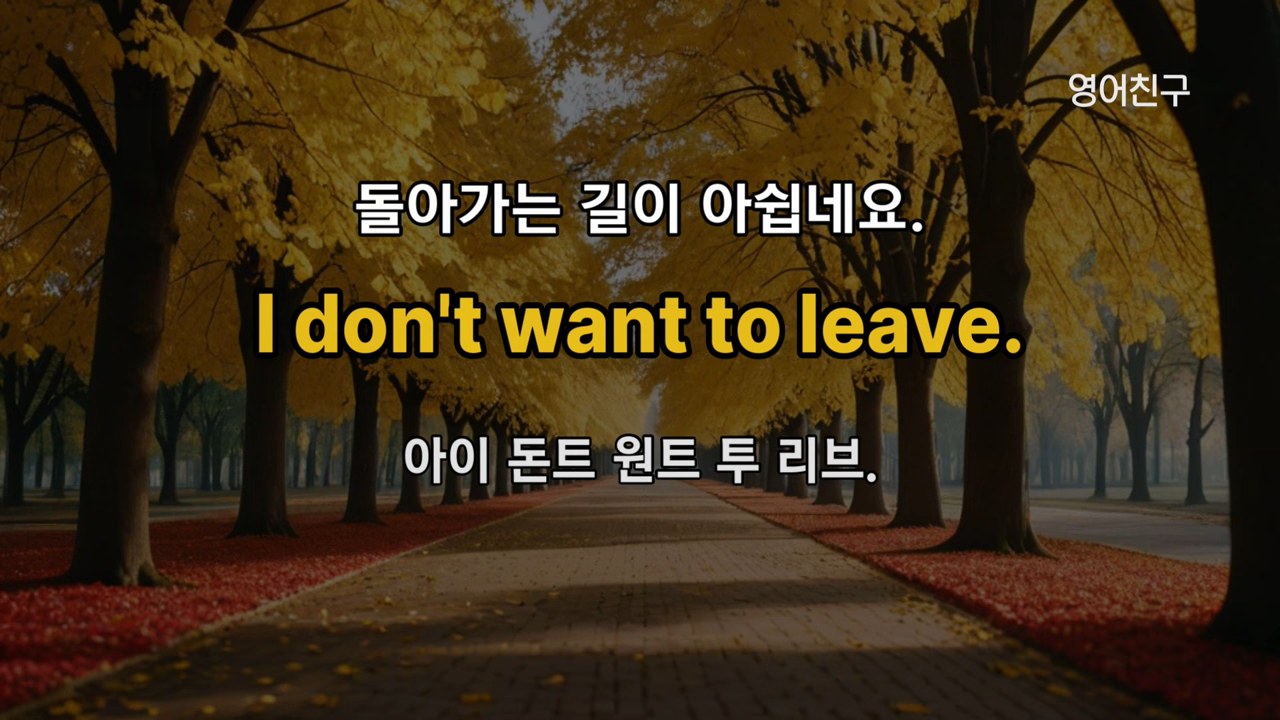 영어친구
돌아가는 길이 아쉽네요.
I don't want to leave.
아이 돈트 원트 투 리브.